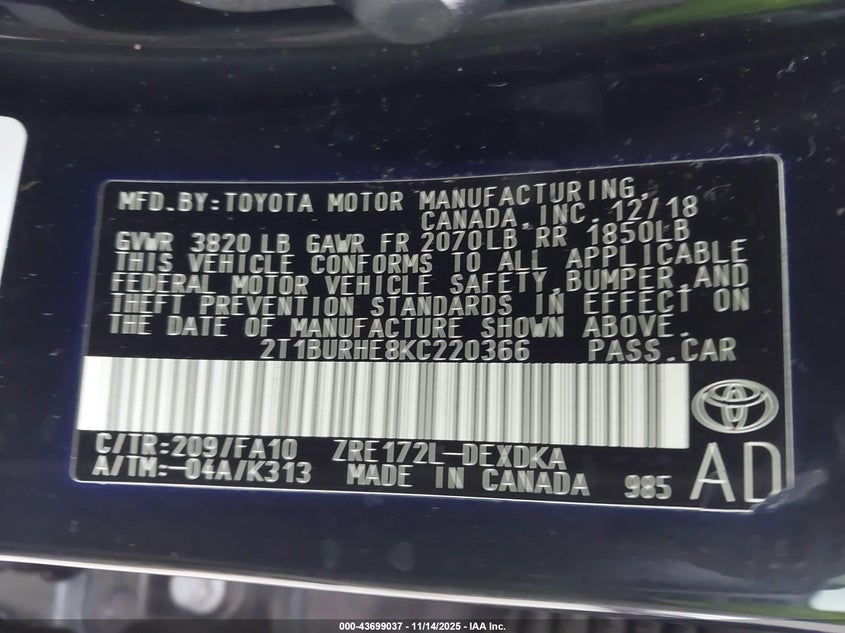 MFD.BY:TOYOTA MOTOR MANUFACTURING,
CANADA,INC. 12/18
GVWR 3820 LB GAWR FR 2070LB RR 1850LB
THIS VEHICLE CONFORMS TO ALL APPLICABLE
FEDERAL MOTOR VEHICLE SAFETY,BUMPER,AND
THEFT PREVENTION STANDARDS IN EFFECT ON
THE DATE OF MANUFACTURE SHOWN ABOVE.
2T1BURHE8KC220366 PASS.CAR
C/TR:209/FA10 ZRE172L-DEXDKA
A/TM:-04A/K313 MADE IN CANADA 985 AD
000-43699037 - 11/14/2025 - IAA Inc.